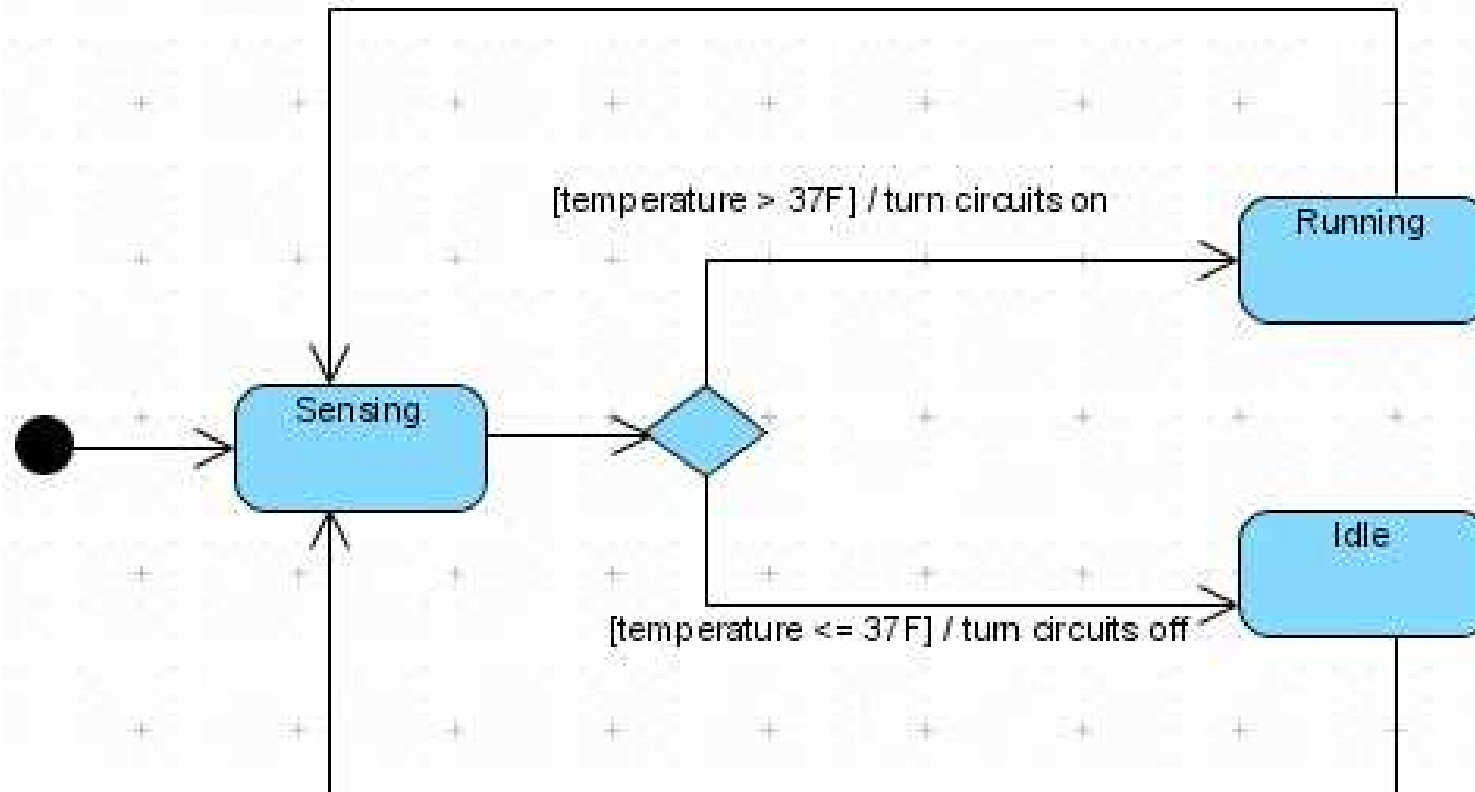 [temperature > 37F] / turn circuits on
Running
Sensing
Idle
[temperature <= 37F] / turn circuits off